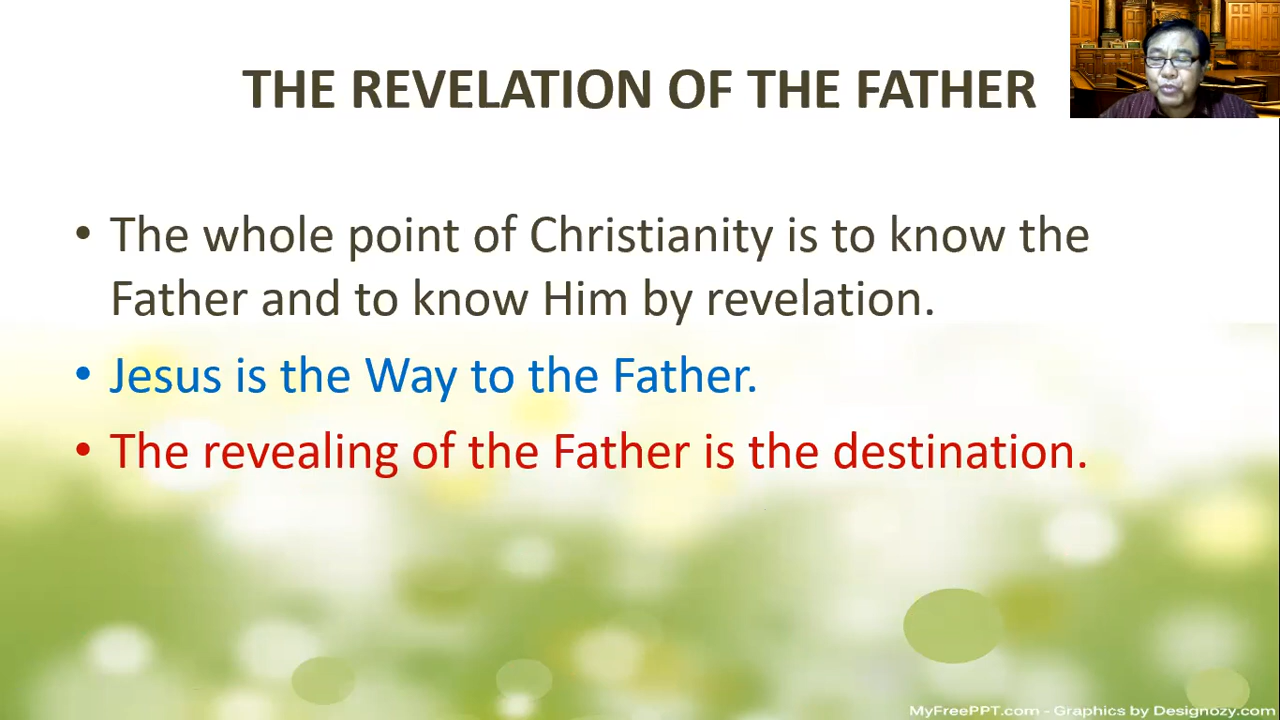 THE REVELATION OF THE FATHER
• The whole point of Christianity is to know the
Father and to know Him by revelation.
• Jesus is the Way to the Father.
• The revealing of the Father is the destination.
MyFreePPT.com - Graphics by Designozy.com